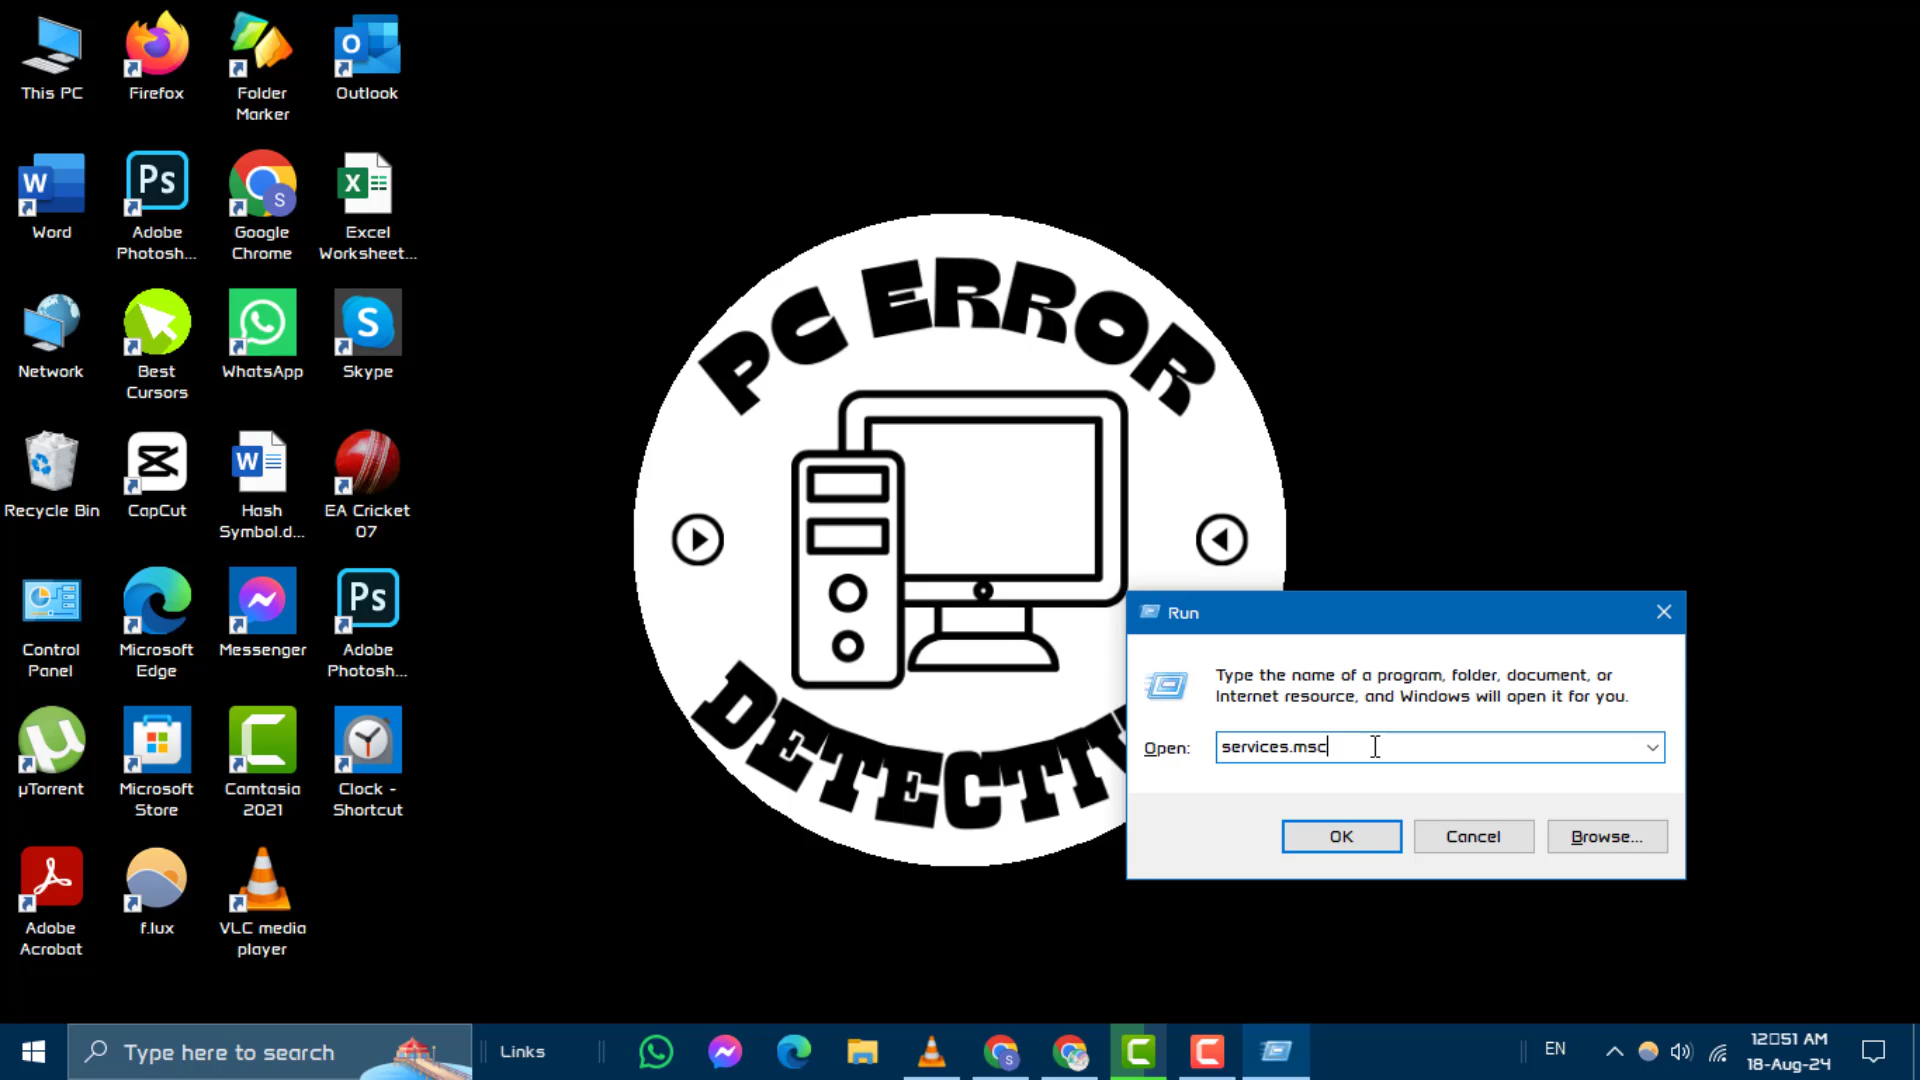 This PC
Firefox
Folder
Marker
Outlook
Word
Adobe
Photosh...
Google
Chrome
Excel
Worksheet...
Network
Best
Cursors
WhatsApp
Skype
Recycle Bin
CapCut
Hash
Symbol.d...
EA Cricket
07
Control
Panel
Microsoft
Edge
Messenger
Adobe
Photosh...
µTorrent
Microsoft
Store
Camtasia
2021
Clock -
Shortcut
Adobe
Acrobat
f.lux
VLC media
player
PC ERROR
DETECTIV
Run
Type the name of a program, folder, document, or
Internet resource, and Windows will open it for you.
Open: services.msc
OK Cancel Browse...
Type here to search
Links
EN
12▯51 AM
18-Aug-24